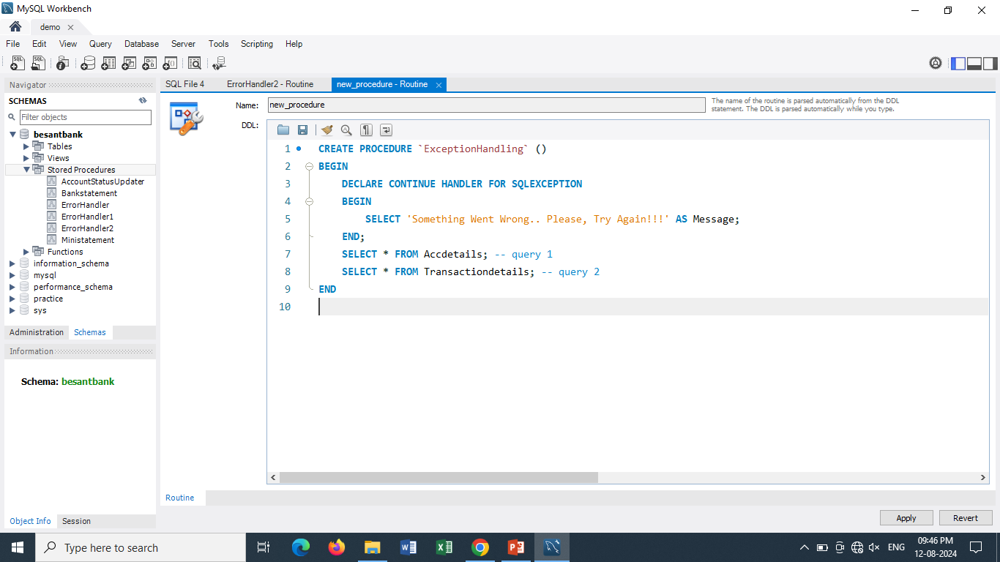 MySQL Workbench
demo
File Edit View Query Database Server Tools Scripting Help
Navigator
SCHEMAS
Filter objects
besantbank
Tables
Views
Stored Procedures
AccountStatusUpdater
Bankstatement
ErrorHandler
ErrorHandler1
ErrorHandler2
Ministatement
Functions
information_schema
mysql
performance_schema
practice
sys
Administration Schemas
Information
Schema: besantbank
Object Info Session
SQL File 4 ErrorHandler2 - Routine new_procedure - Routine
Name: new_procedure
The name of the routine is parsed automatically from the DDL
statement. The DDL is parsed automatically while you type.
DDL:
1 CREATE PROCEDURE `ExceptionHandling` ()
2 BEGIN
3 DECLARE CONTINUE HANDLER FOR SQLEXCEPTION
4 BEGIN
5 SELECT 'Something Went Wrong.. Please, Try Again!!!' AS Message;
6 END;
7 SELECT * FROM Accdetails; -- query 1
8 SELECT * FROM Transactiondetails; -- query 2
9 END
10
Routine
Apply Revert
Type here to search
ENG
09:46 PM
12-08-2024